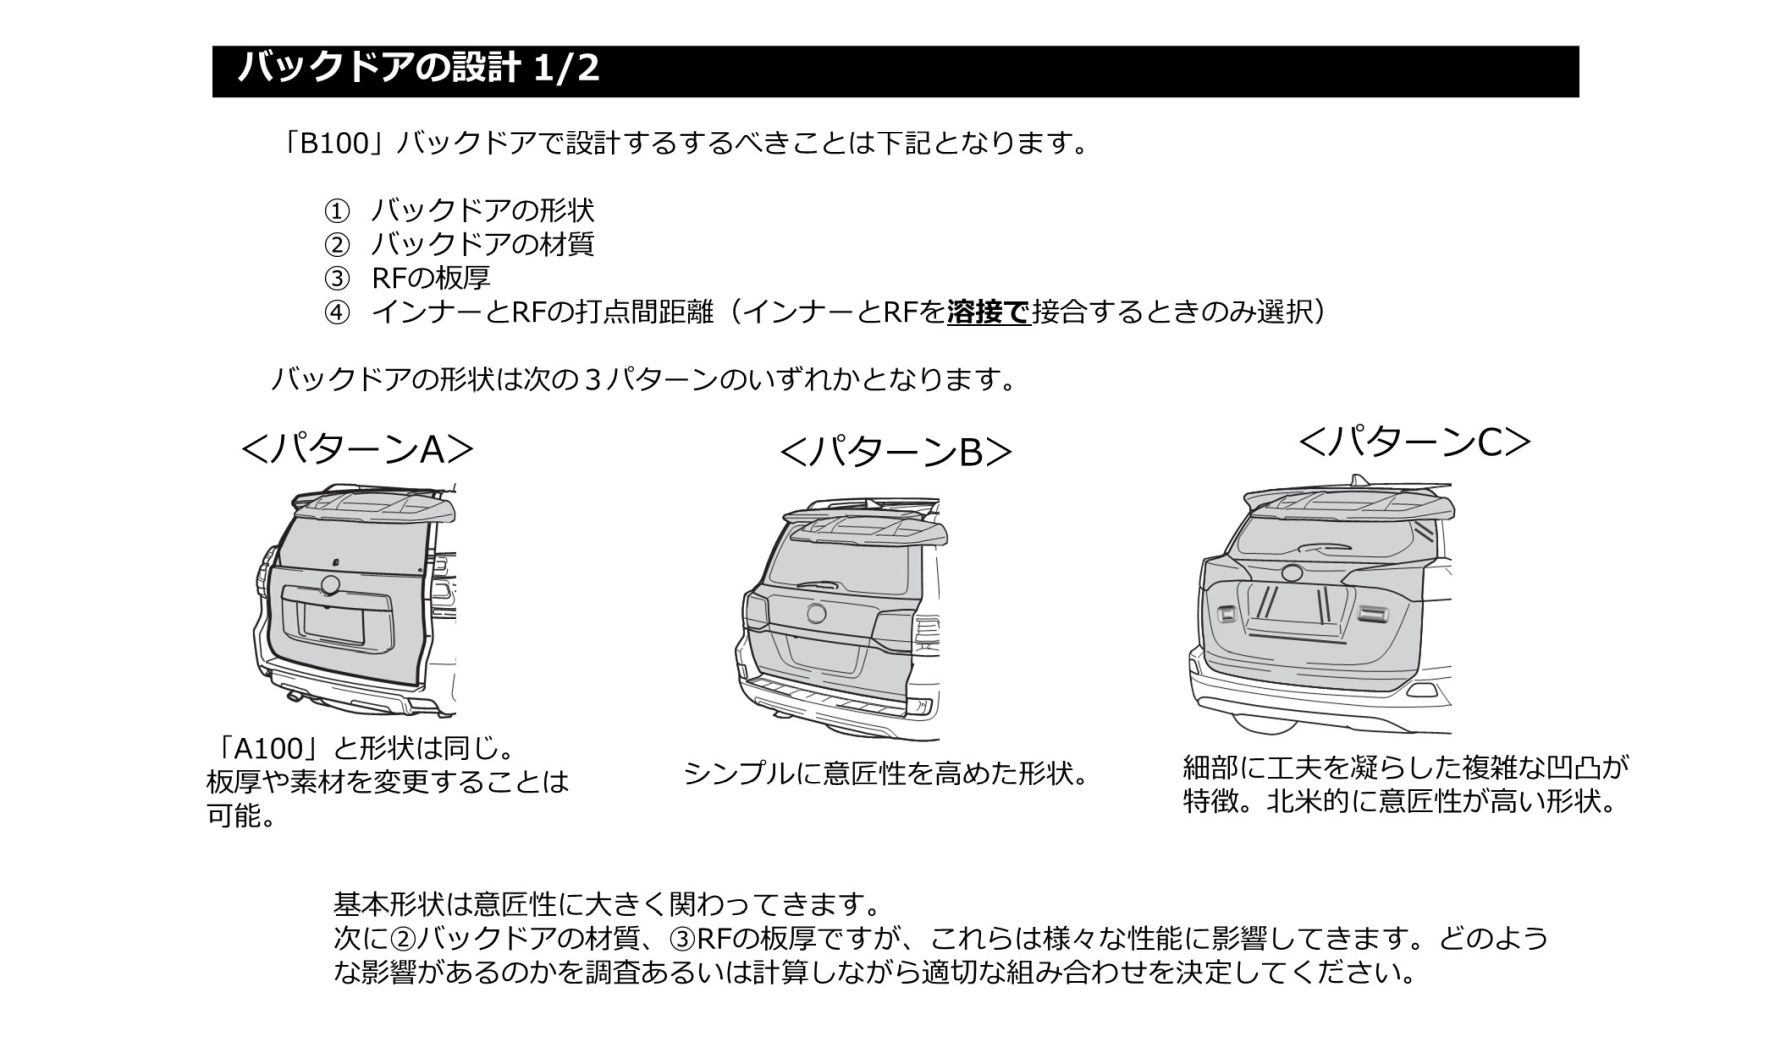 バックドアの設計 1/2
「B100」バックドアで設計するするべきことは下記となります。
① バックドアの形状
② バックドアの材質
③ RFの板厚
④ インナーとRFの打点間距離（インナーとRFを溶接で接合するときのみ選択）
バックドアの形状は次の３パターンのいずれかとなります。
＜パターンA＞
＜パターンB＞
＜パターンC＞
「A100」と形状は同じ。
板厚や素材を変更することは
可能。
シンプルに意匠性を高めた形状。
細部に工夫を凝らした複雑な凹凸が
特徴。北米的に意匠性が高い形状。
基本形状は意匠性に大きく関わってきます。
次に②バックドアの材質、③RFの板厚ですが、これらは様々な性能に影響してきます。どのよう
な影響があるのかを調査あるいは計算しながら適切な組み合わせを決定してください。